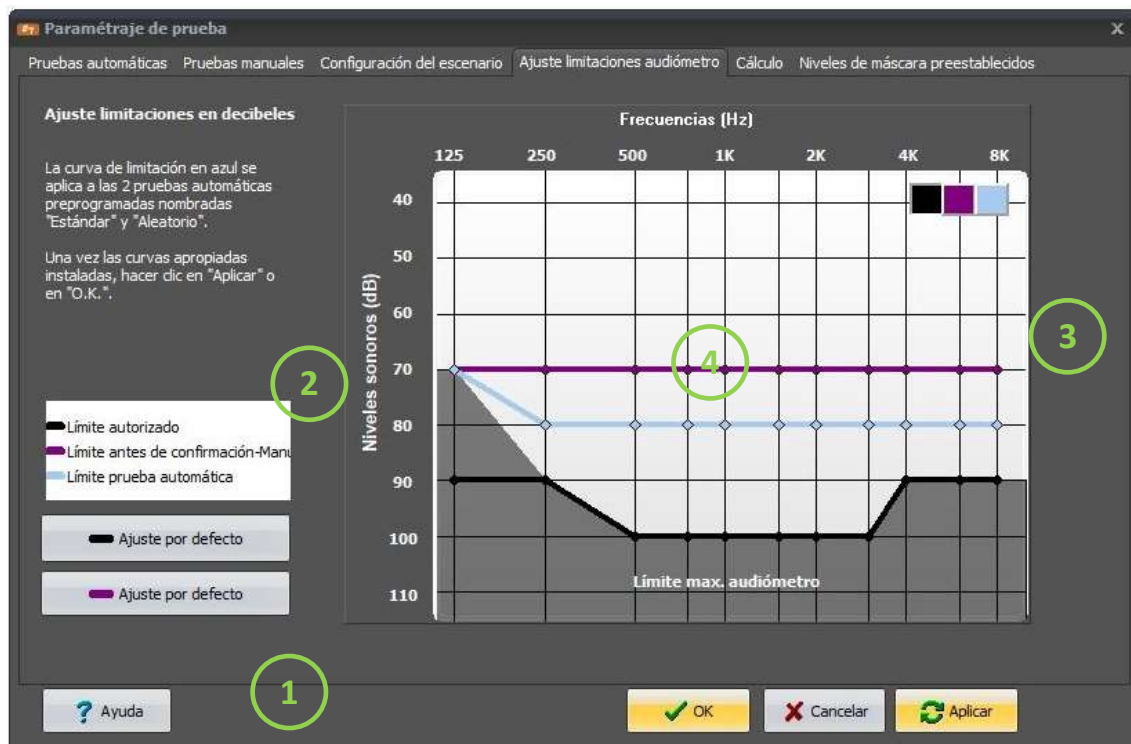 Paramétraje de prueba
X
Pruebas automáticas Pruebas manuales Configuración del escenario Ajuste limitaciones audiómetro Cálculo Niveles de máscara preestablecidos
Ajuste limitaciones en decibeles
La curva de limitación en azul se
aplica a las 2 pruebas automáticas
preprogramadas nombradas
"Estándar" y "Aleatorio".
Una vez las curvas apropiadas
instaladas, hacer clic en "Aplicar" o
en "O.K.".
2
Límite autorizado
Límite antes de confirmación-Manu
Límite prueba automática
Ajuste por defecto
Ajuste por defecto
Frecuencias (Hz)
125 250 500 1K 2K 4K 8K
Niveles sonoros (dB)
40
50
60
70
80
90
100
110
4
3
Límite max. audiómetro
1
Ayuda
OK
Cancelar
Aplicar